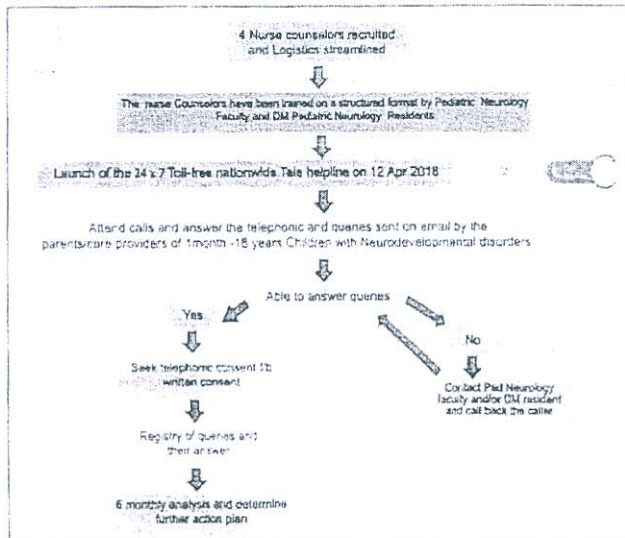 4 Nurse counselors recruited
and Logistics streamlined
The nurse Counselors have been trained on a structured format by Pediatric Neurology
Faculty and DM Pediatric Neurology Residents
Launch of the 24 x 7 Toll-free nationwide Tele helpline on 12 Apr 2018
Attend calls and answer the telephonic and queries sent on email by the
parents/care providers of 1month -18 years Children with Neurodevelopmental disorders
Able to answer queries
Yes
No
Seek telephonic consent f/b
written consent
Contact Ped Neurology
faculty and/or DM resident
and call back the caller
Registry of queries and
their answer
6 monthly analysis and determine
further action plan